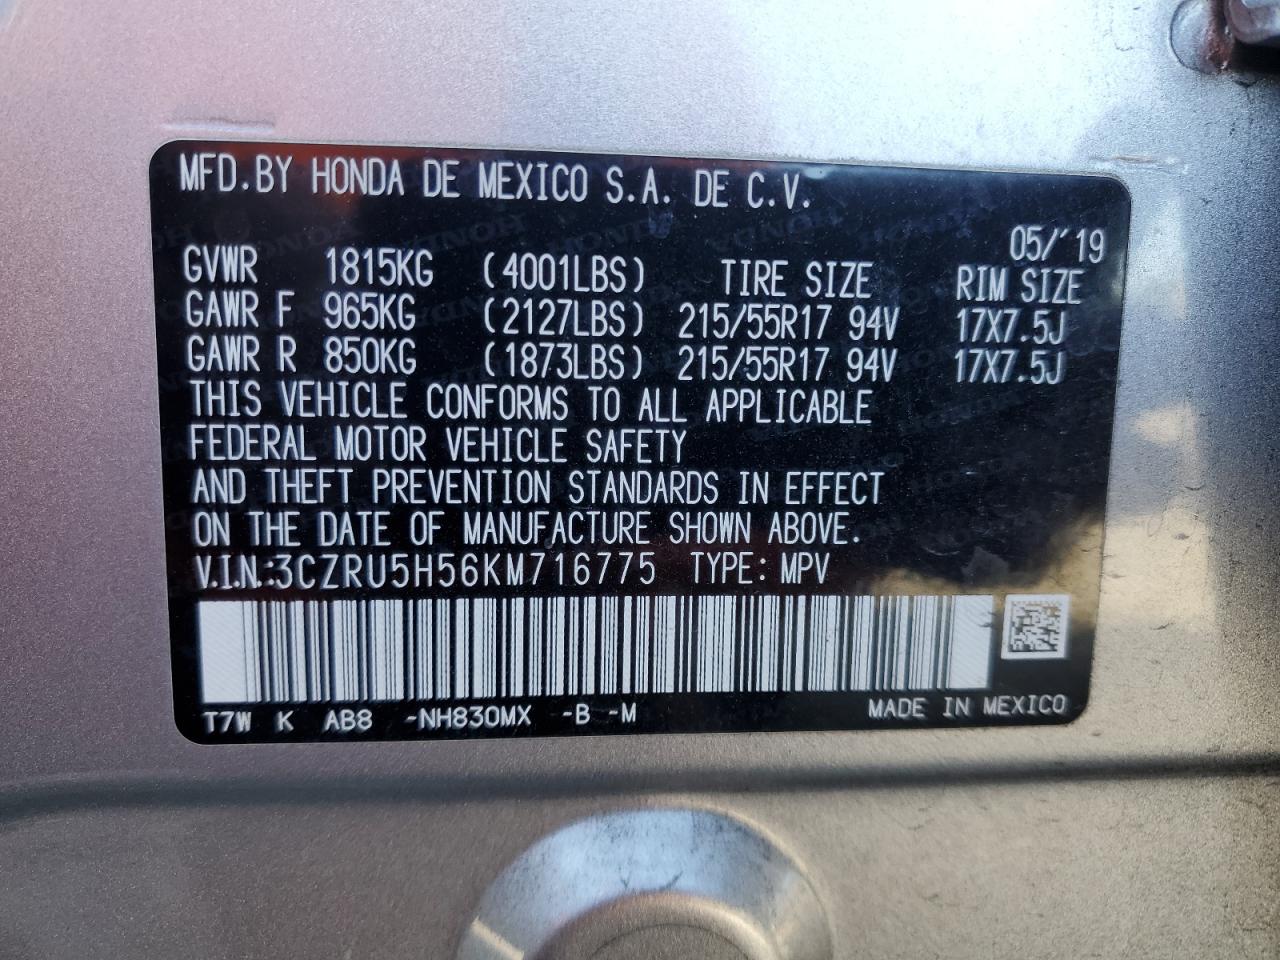 MFD.BY HONDA DE MEXICO S.A. DE C.V.
05/'19
GVWR 1815KG (4001LBS) TIRE SIZE RIM SIZE
GAWR F 965KG (2127LBS) 215/55R17 94V 17X7.5J
GAWR R 850KG (1873LBS) 215/55R17 94V 17X7.5J
THIS VEHICLE CONFORMS TO ALL APPLICABLE
FEDERAL MOTOR VEHICLE SAFETY
AND THEFT PREVENTION STANDARDS IN EFFECT
ON THE DATE OF MANUFACTURE SHOWN ABOVE.
V.I.N.:3CZRU5H56KM716775 TYPE: MPV
T7W K AB8 -NH830MX -B -M MADE IN MEXICO